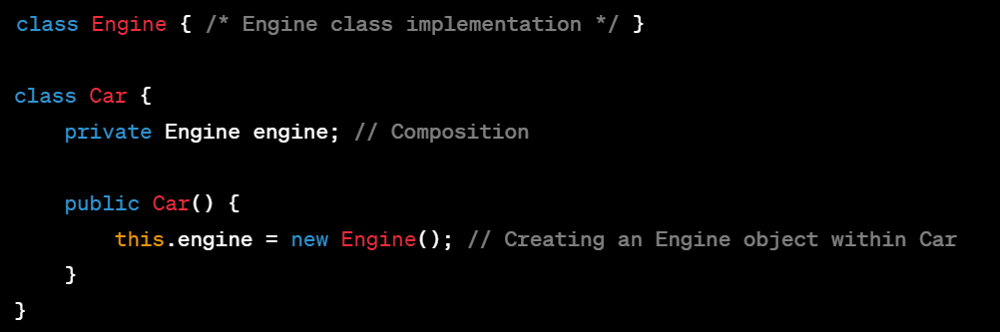 class Engine { /* Engine class implementation */ }
class Car {
    private Engine engine; // Composition
    public Car() {
        this.engine = new Engine(); // Creating an Engine object within Car
    }
}